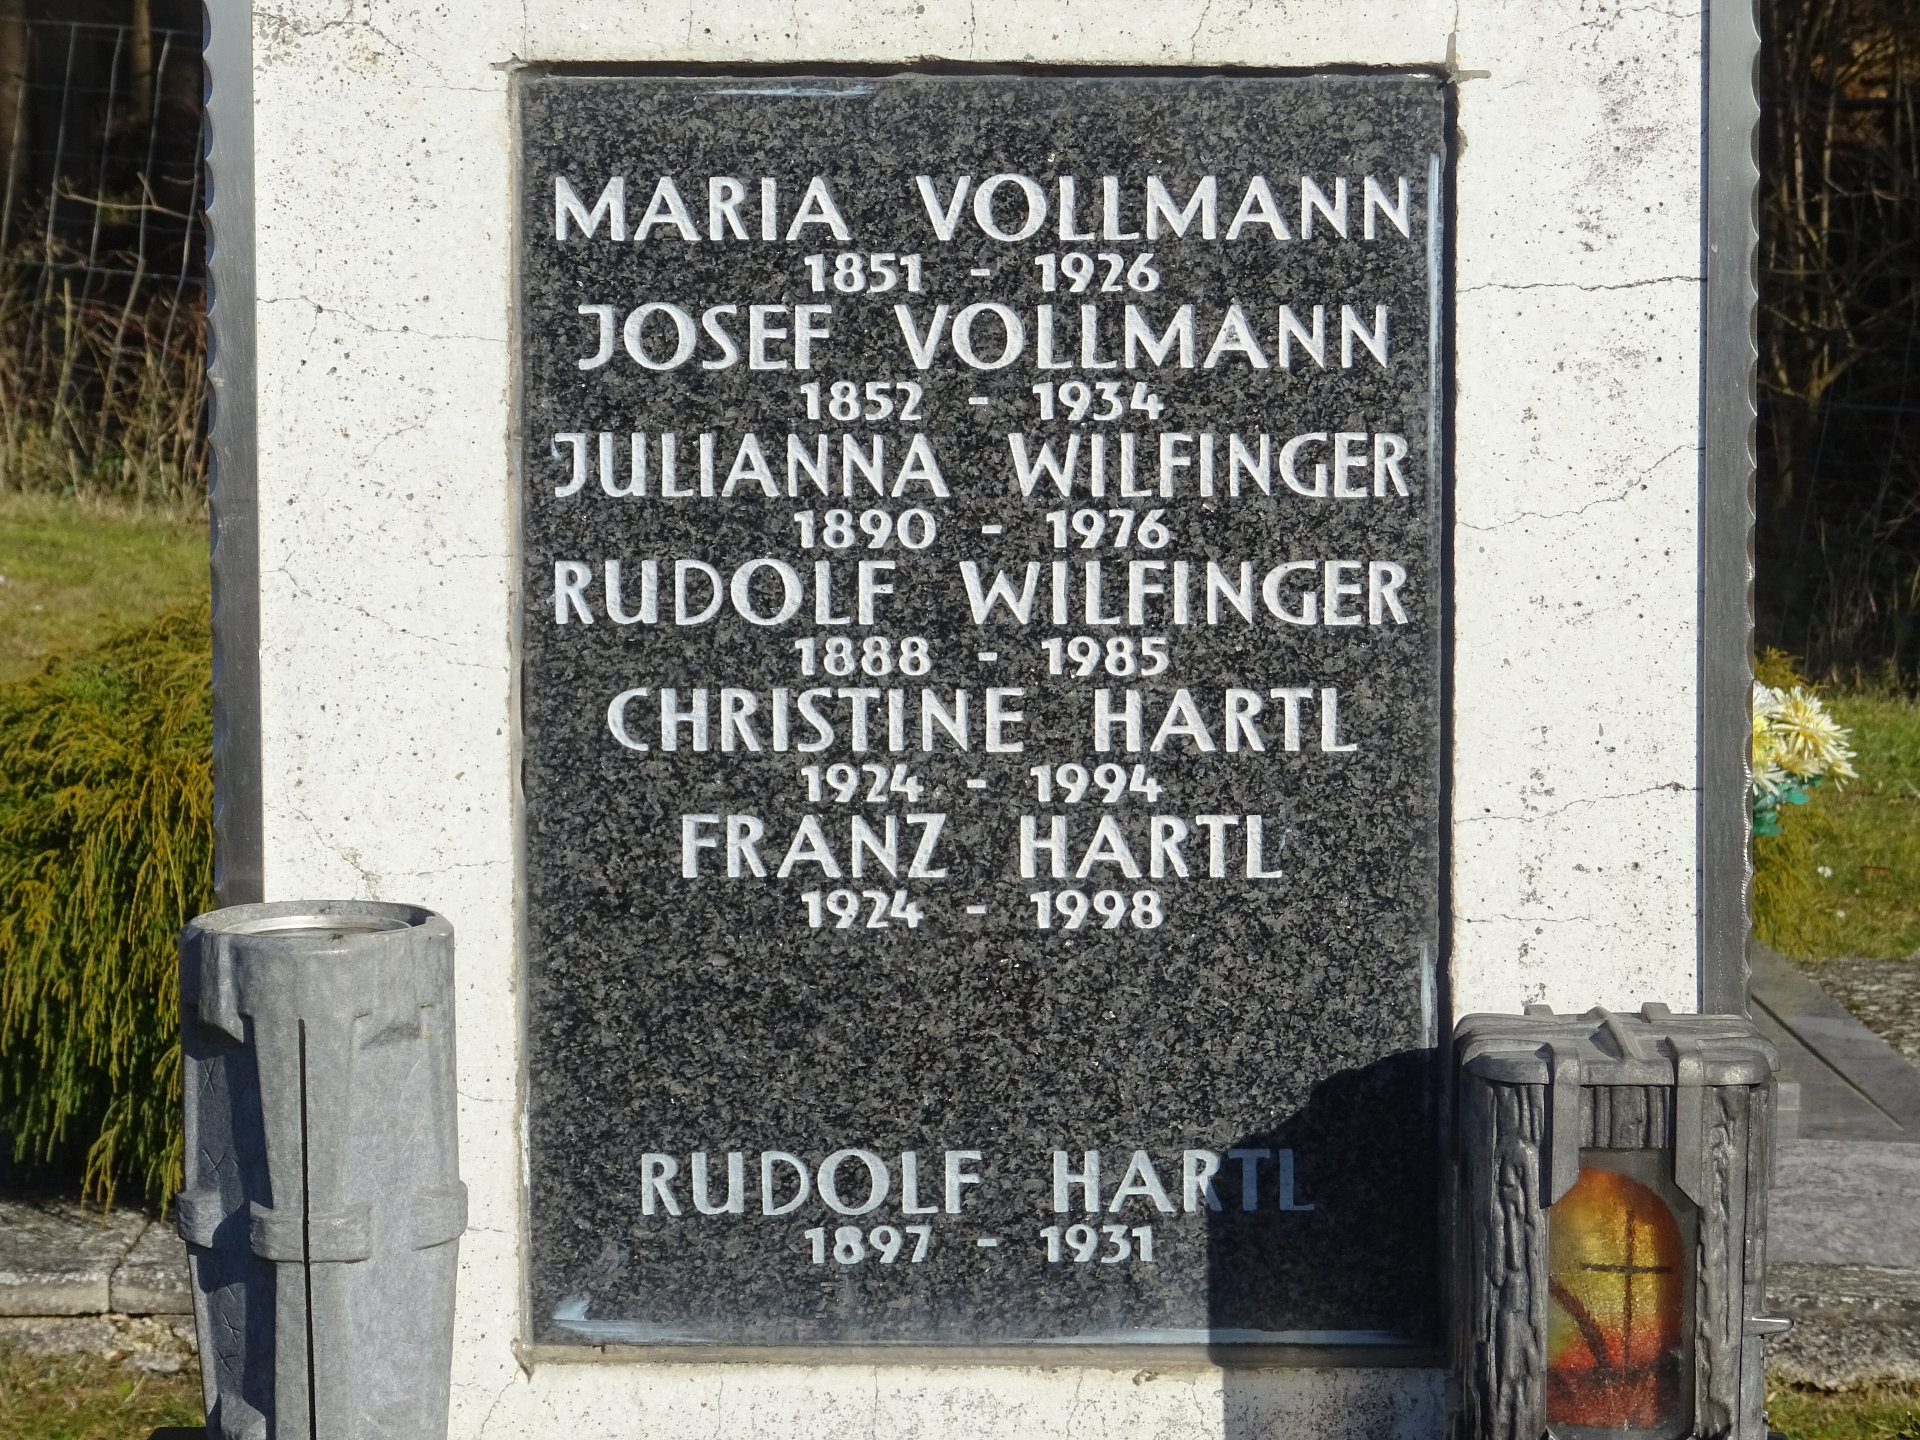 MARIA VOLLMANN
1851 - 1926
JOSEF VOLLMANN
1852 - 1934
JULIANNA WILFINGER
1890 - 1976
RUDOLF WILFINGER
1888 - 1985
CHRISTINE HARTL
1924 - 1994
FRANZ HARTL
1924 - 1998
RUDOLF HARTL
1897 - 1931